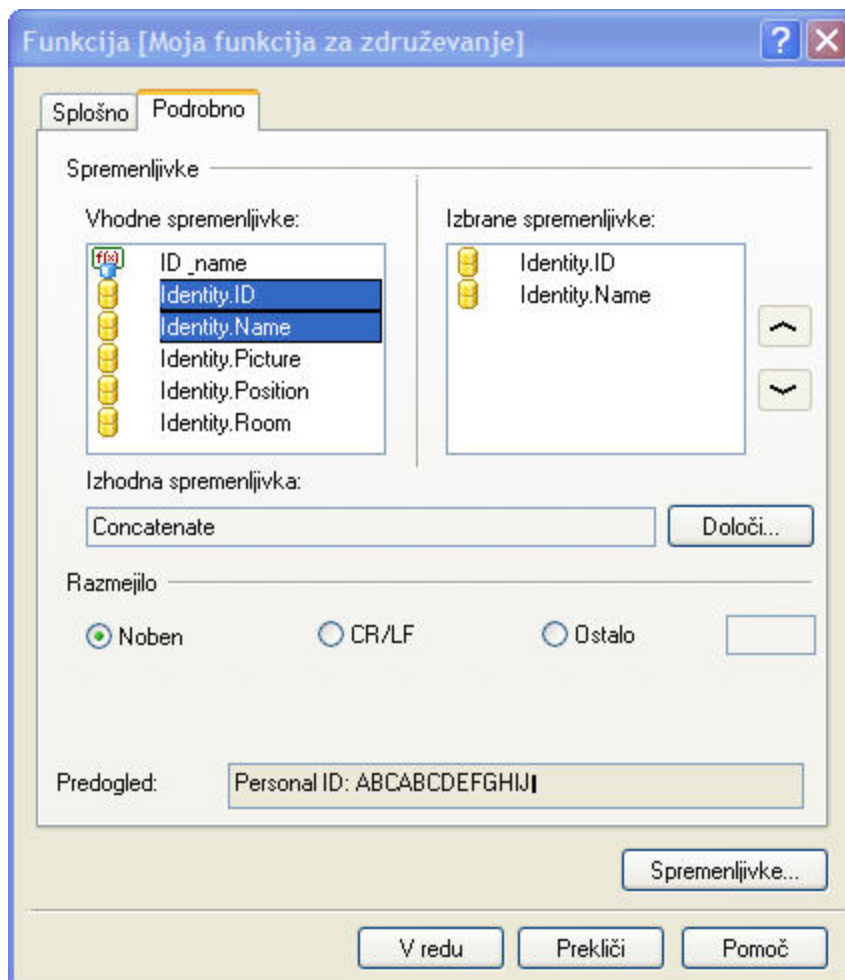 Funkcija [Moja funkcija za združevanje]
Splošno Podrobno
Spremenljivke
Vhodne spremenljivke: Izbrane spremenljivke:
f(x) ID _name Identity.ID
Identity.ID Identity.Name
Identity.Name
Identity.Picture
Identity.Position
Identity.Room
Izhodna spremenljivka:
Concatenate Določi...
Razmejilo
Noben CR/LF Ostalo
Predogled: Personal ID: ABCABCDEFGHIJ
Spremenljivke...
V redu Prekliči Pomoč